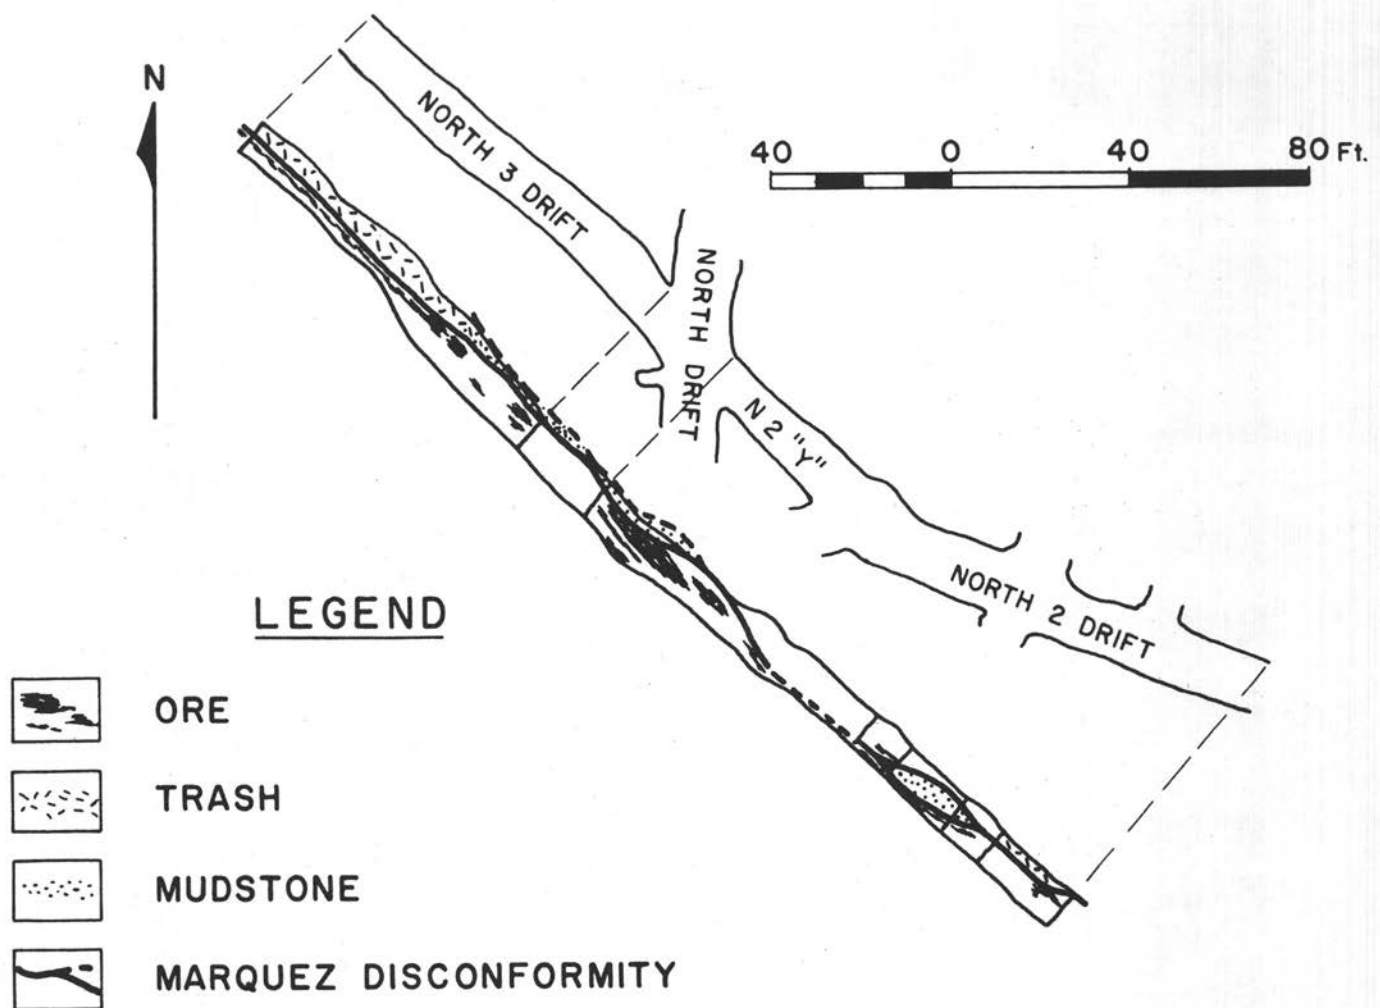 N
40 0 40 80 Ft.
NORTH 3 DRIFT
NORTH DRIFT
N 2 "Y"
NORTH 2 DRIFT
LEGEND
ORE
TRASH
MUDSTONE
MARQUEZ DISCONFORMITY